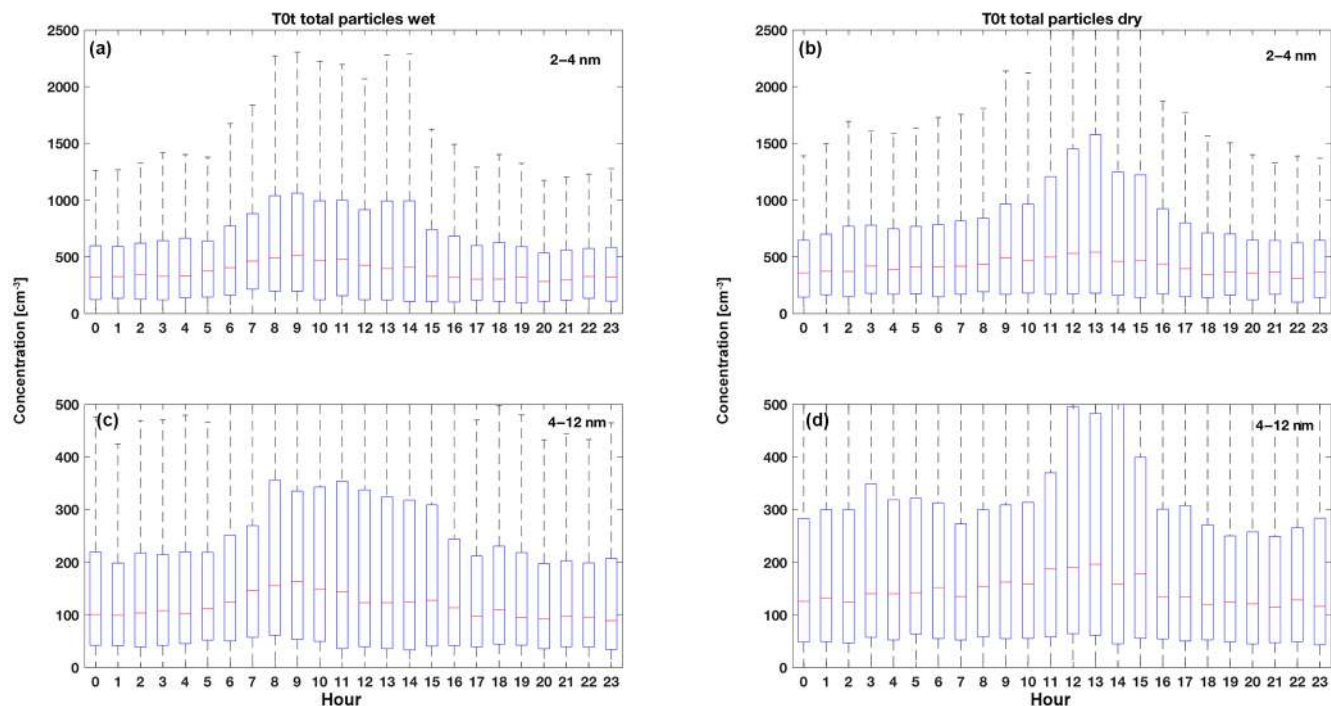 T0t total particles wet
(a)
2–4 nm
2500
2000
1500
1000
500
0
0 1 2 3 4 5 6 7 8 9 10 11 12 13 14 15 16 17 18 19 20 21 22 23
T0t total particles dry
(b)
2–4 nm
2500
2000
1500
1000
500
0
0 1 2 3 4 5 6 7 8 9 10 11 12 13 14 15 16 17 18 19 20 21 22 23
Concentration [cm-3]
Concentration [cm-3]
(c)
4–12 nm
500
400
300
200
100
0
0 1 2 3 4 5 6 7 8 9 10 11 12 13 14 15 16 17 18 19 20 21 22 23
Hour
(d)
4–12 nm
500
400
300
200
100
0
0 1 2 3 4 5 6 7 8 9 10 11 12 13 14 15 16 17 18 19 20 21 22 23
Hour